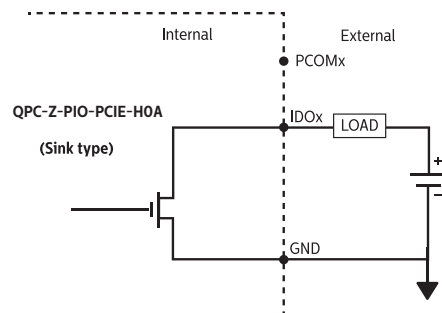 Internal
External
PCOMx
QPC-Z-PIO-PCIE-H0A
(Sink type)
IDOx
LOAD
+
−
GND